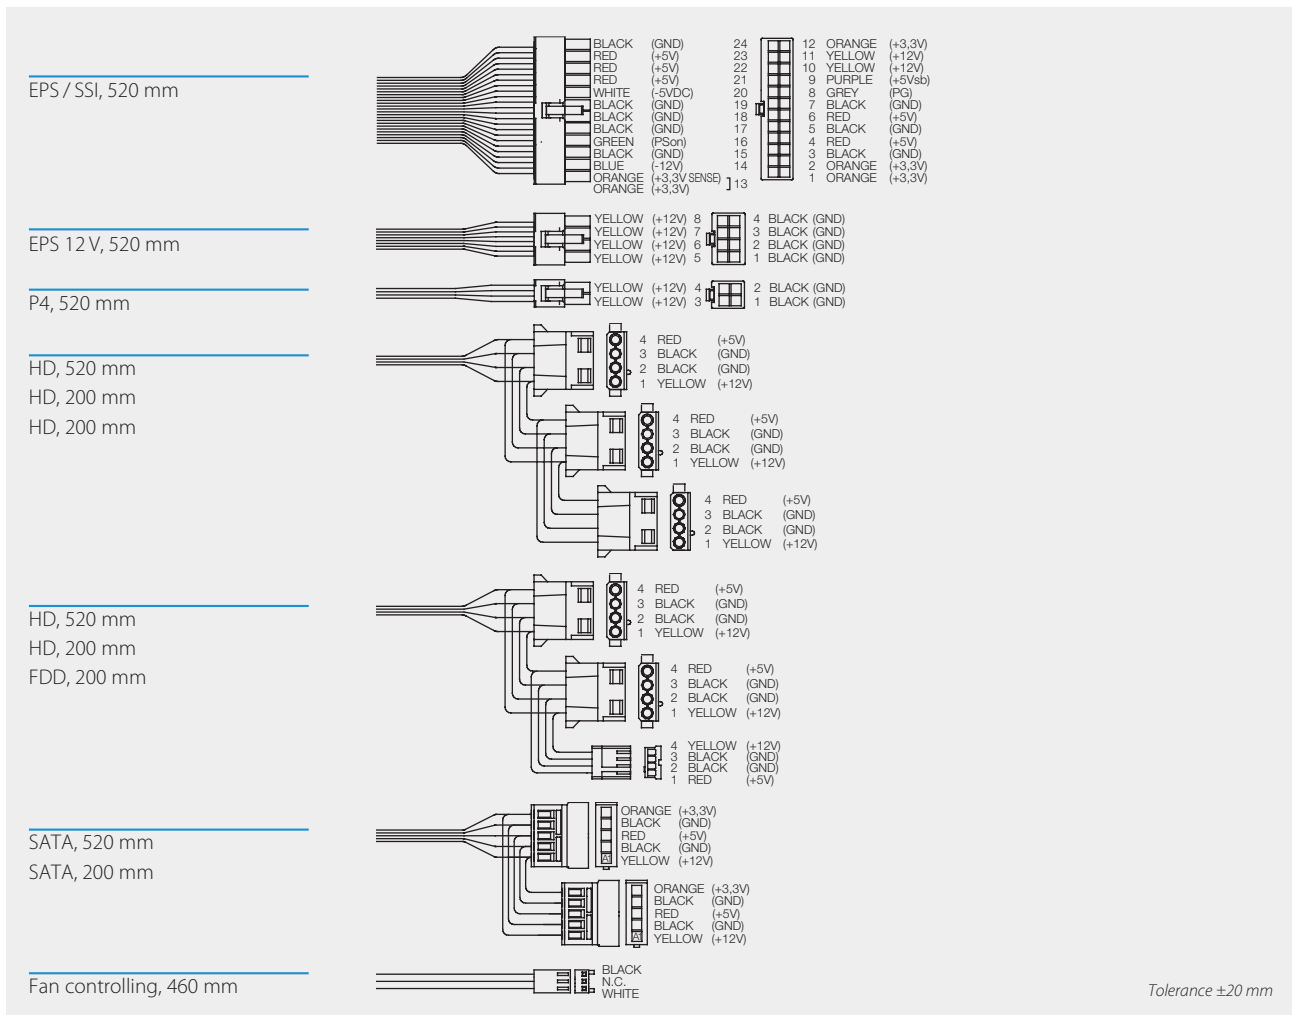 EPS / SSI, 520 mm
BLACK (GND) 24 12 ORANGE (+3,3V)
RED (+5V) 23 11 YELLOW (+12V)
RED (+5V) 22 10 YELLOW (+12V)
RED (+5V) 21 9 PURPLE (+5Vsb)
WHITE (-5VDC) 20 8 GREY (PG)
BLACK (GND) 19 7 BLACK (GND)
BLACK (GND) 18 6 RED (+5V)
BLACK (GND) 17 5 BLACK (GND)
GREEN (PSon) 16 4 RED (+5V)
BLACK (GND) 15 3 BLACK (GND)
BLUE (-12V) 14 2 ORANGE (+3,3V)
ORANGE (+3,3V SENSE) ] 13 1 ORANGE (+3,3V)
ORANGE (+3,3V)
EPS 12 V, 520 mm
YELLOW (+12V) 8 4 BLACK (GND)
YELLOW (+12V) 7 3 BLACK (GND)
YELLOW (+12V) 6 2 BLACK (GND)
YELLOW (+12V) 5 1 BLACK (GND)
P4, 520 mm
YELLOW (+12V) 4 2 BLACK (GND)
YELLOW (+12V) 3 1 BLACK (GND)
HD, 520 mm
HD, 200 mm
HD, 200 mm
4 RED (+5V)
3 BLACK (GND)
2 BLACK (GND)
1 YELLOW (+12V)
4 RED (+5V)
3 BLACK (GND)
2 BLACK (GND)
1 YELLOW (+12V)
4 RED (+5V)
3 BLACK (GND)
2 BLACK (GND)
1 YELLOW (+12V)
HD, 520 mm
HD, 200 mm
FDD, 200 mm
4 RED (+5V)
3 BLACK (GND)
2 BLACK (GND)
1 YELLOW (+12V)
4 RED (+5V)
3 BLACK (GND)
2 BLACK (GND)
1 YELLOW (+12V)
4 YELLOW (+12V)
3 BLACK (GND)
2 BLACK (GND)
1 RED (+5V)
SATA, 520 mm
SATA, 200 mm
ORANGE (+3,3V)
BLACK (GND)
RED (+5V)
BLACK (GND)
A1 YELLOW (+12V)
ORANGE (+3,3V)
BLACK (GND)
RED (+5V)
BLACK (GND)
A1 YELLOW (+12V)
Fan controlling, 460 mm
BLACK
N.C.
WHITE
Tolerance ±20 mm